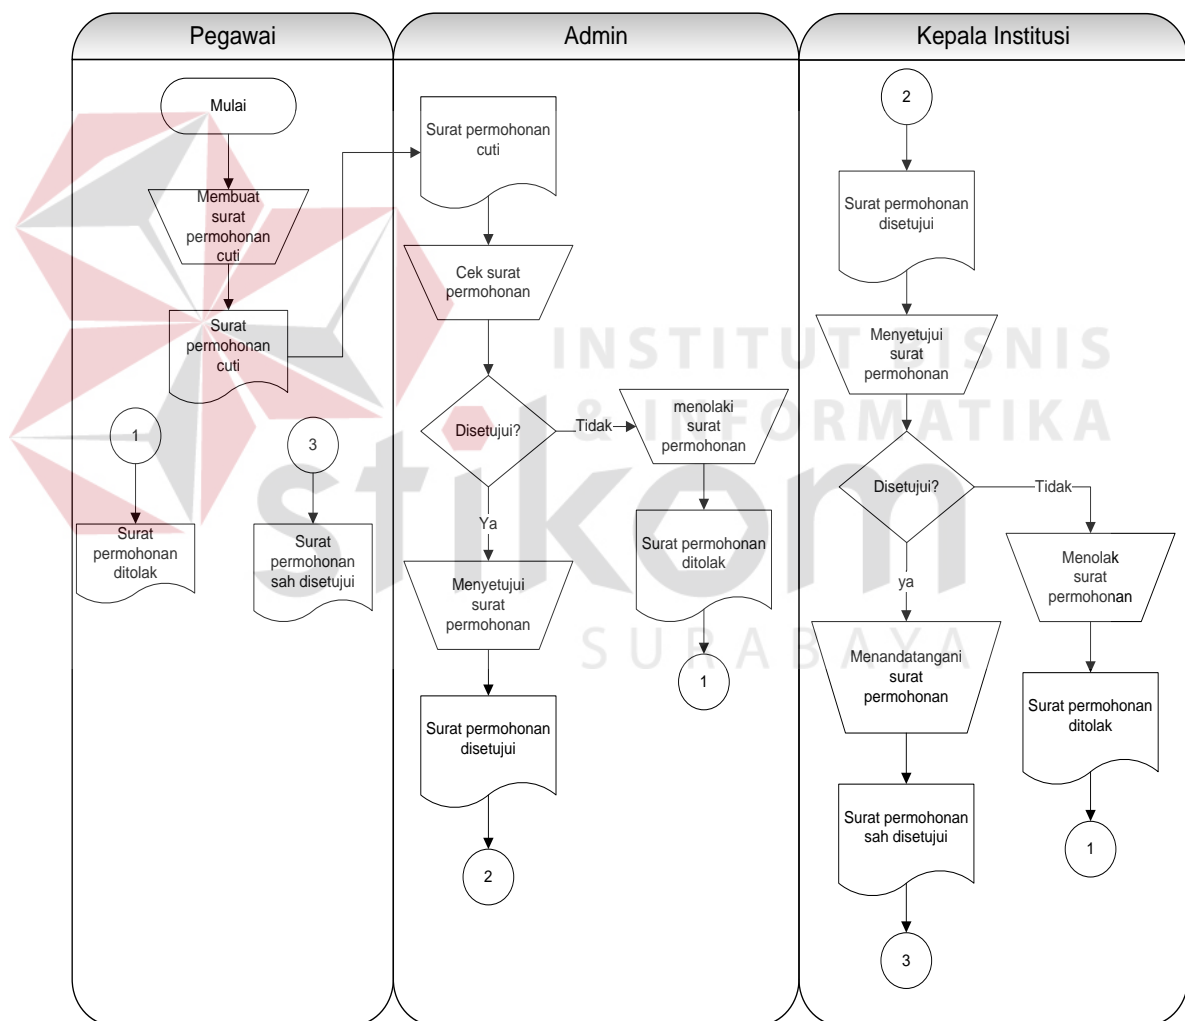 Pegawai
Mulai
Membuat
surat
permohonan
cuti
Surat
permohonan
cuti
1
Surat
permohonan
ditolak
3
Surat
permohonan
sah disetujui
Admin
Surat permohonan
cuti
Cek surat
permohonan
Disetujui?
Tidak
menolaki
surat
permohonan
Surat permohonan
ditolak
1
Ya
Menyetujui
surat
permohonan
Surat permohonan
disetujui
2
Kepala Institusi
2
Surat permohonan
disetujui
Menyetujui
surat
permohonan
Disetujui?
Tidak
Menolak
surat
permohonan
Surat permohonan
ditolak
1
ya
Menandatangani
surat
permohonan
Surat permohonan
sah disetujui
3
INSTITUT BISNIS
& INFORMATIKA
stikom
SURABAYA